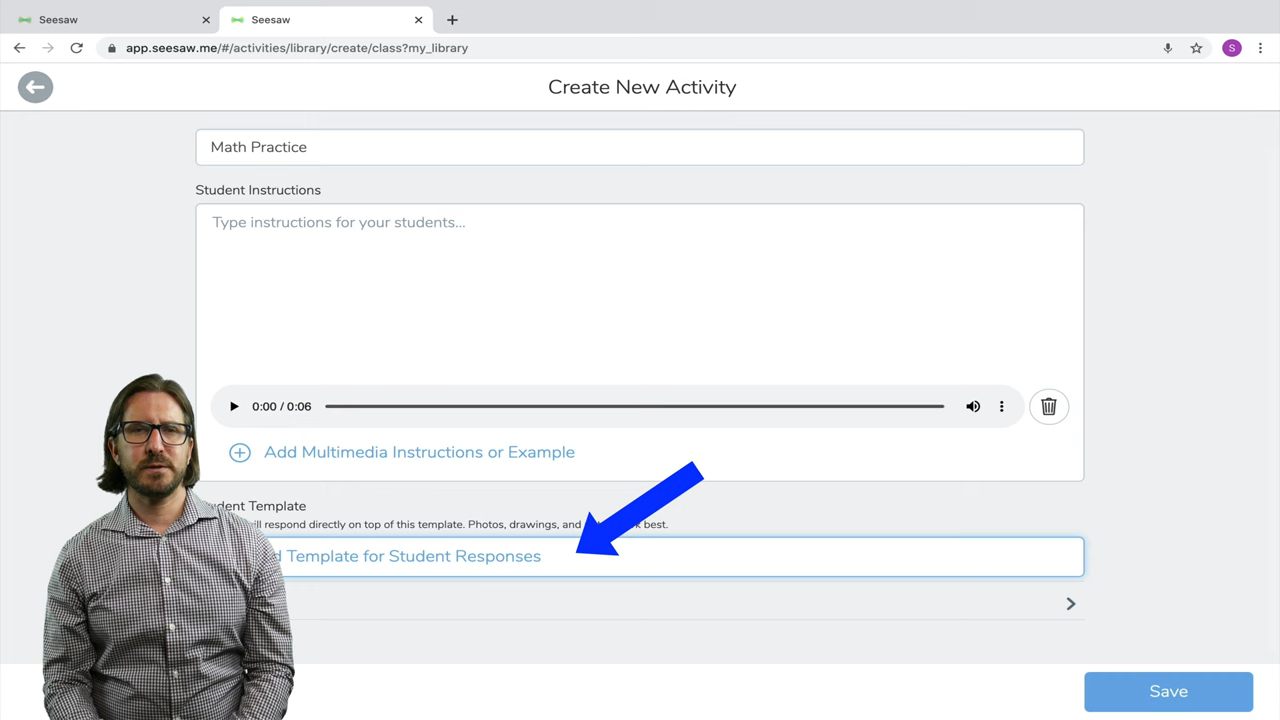 Seesaw
Seesaw
app.seesaw.me/#/activities/library/create/class?my_library
S
Create New Activity
Math Practice
Student Instructions
Type instructions for your students...
0:00 / 0:06
Add Multimedia Instructions or Example
Template
respond directly on top of this template. Photos, drawings, and best.
Template for Student Responses
Save